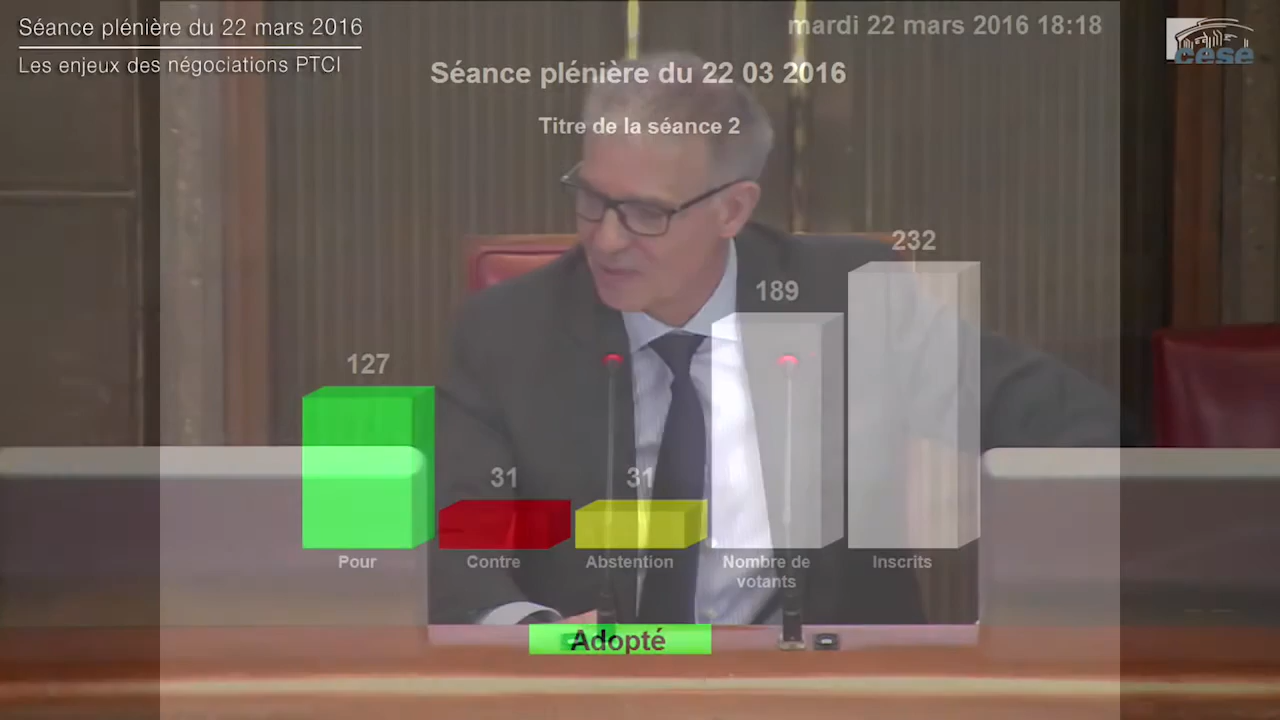 Séance plénière du 22 mars 2016
Les enjeux des négociations PTCI
mardi 22 mars 2016 18:18
cese
Séance plénière du 22 03 2016
Titre de la séance 2
232
189
127
31
31
Pour
Contre
Abstention
Nombre de
votants
Inscrits
Adopté